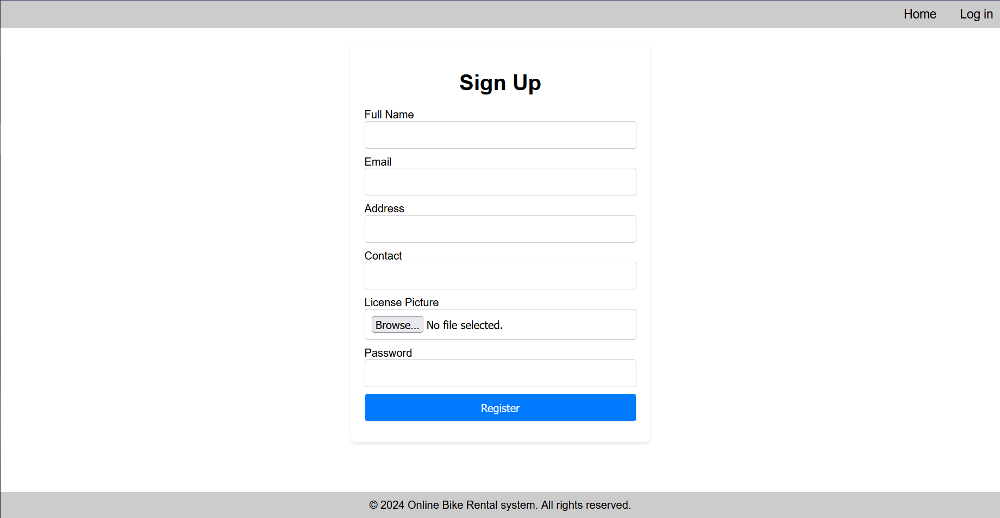 Home Log in
Sign Up
Full Name
Email
Address
Contact
License Picture
Browse... No file selected.
Password
Register
© 2024 Online Bike Rental system. All rights reserved.